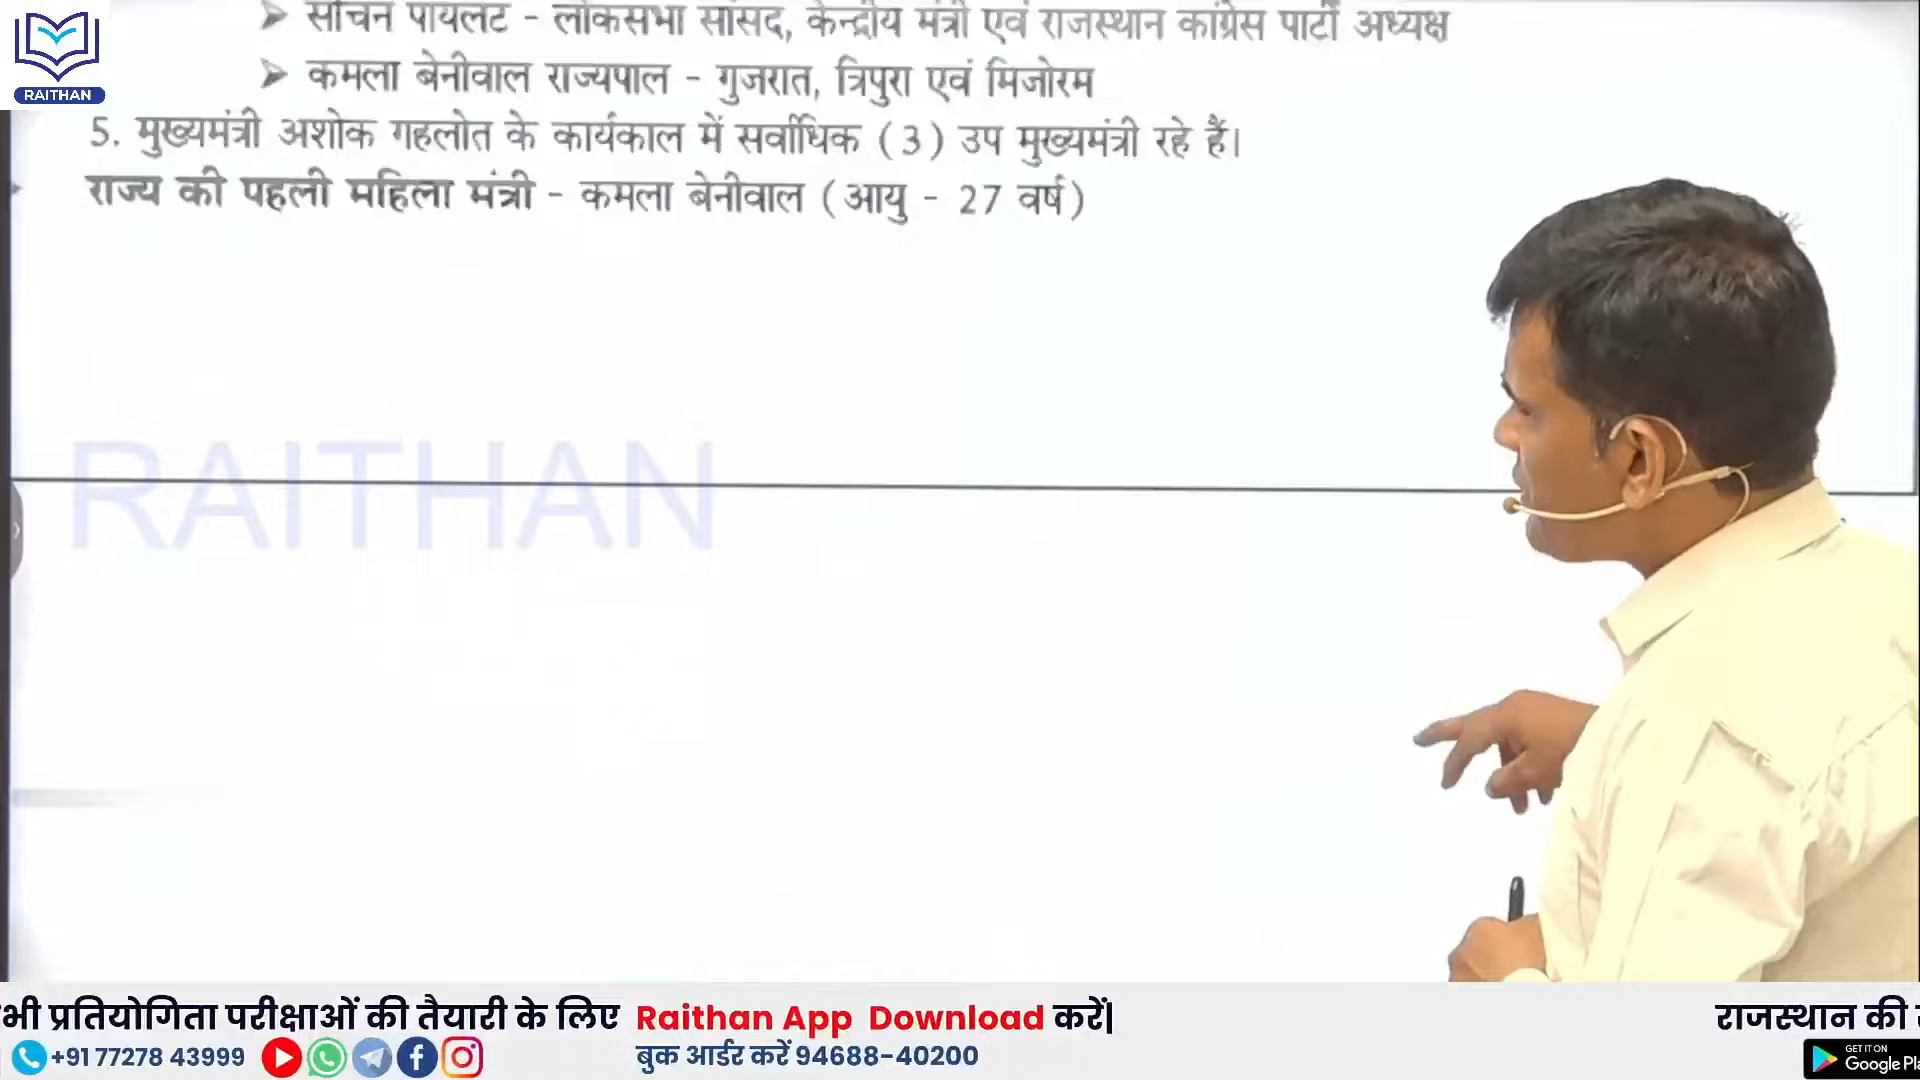 ➤ सचिन पायलट - लोकसभा सांसद, केन्द्रीय मंत्री एवं राजस्थान कांग्रेस पार्टी अध्यक्ष
RAITHAN
➤ कमला बेनीवाल राज्यपाल - गुजरात, त्रिपुरा एवं मिजोरम
5. मुख्यमंत्री अशोक गहलोत के कार्यकाल में सर्वाधिक (3) उप मुख्यमंत्री रहे हैं।
राज्य की पहली महिला मंत्री - कमला बेनीवाल (आयु - 27 वर्ष)
RAITHAN
भी प्रतियोगिता परीक्षाओं की तैयारी के लिए Raithan App Download करें|
राजस्थान की
+91 77278 43999
बुक आर्डर करें 94688-40200
GET IT ON
Google Pla